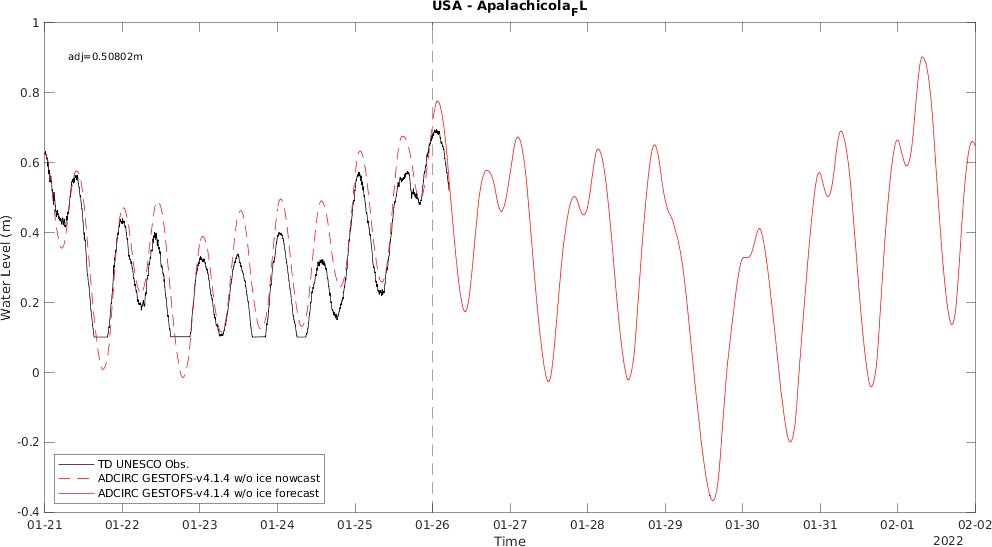 USA - Apalachicola_FL
adj=0.50802m
1
0.8
0.6
0.4
0.2
0
-0.2
-0.4
Water Level (m)
TD UNESCO Obs.
ADCIRC GESTOFS-v4.1.4 w/o ice nowcast
ADCIRC GESTOFS-v4.1.4 w/o ice forecast
01-21 01-22 01-23 01-24 01-25 01-26 01-27 01-28 01-29 01-30 01-31 02-01 02-02
Time
2022